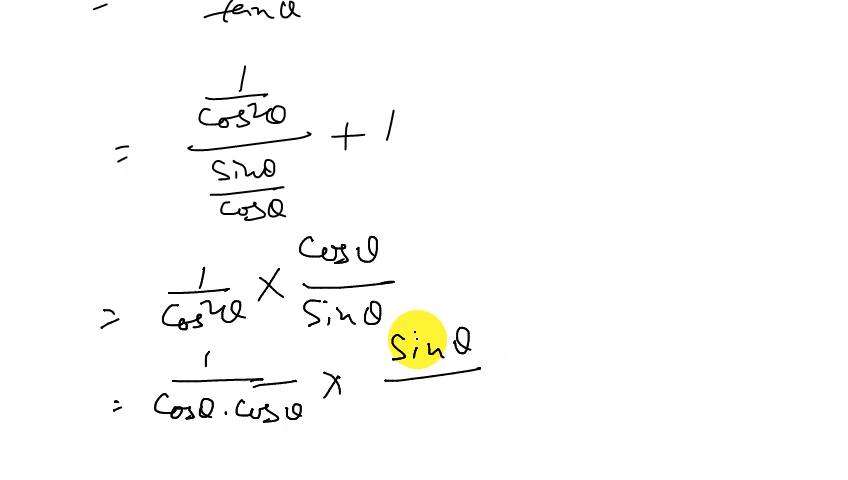 = tanθ
= (1/cos²θ)/(sinθ/cosθ) + 1
= 1/cos²θ × cosθ/sinθ
= 1/(cosθ.cosθ) × sinθ/